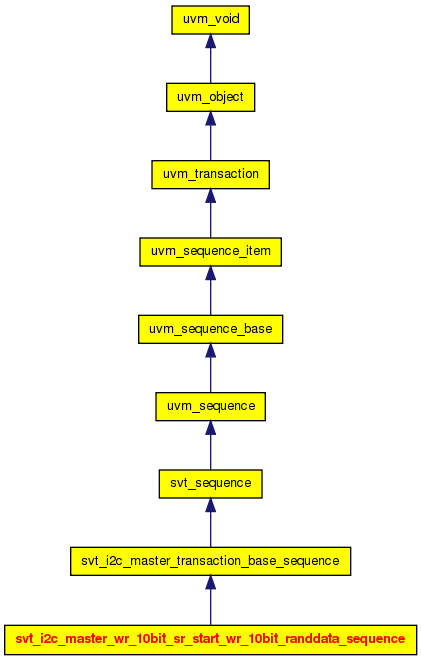 uvm_void
uvm_object
uvm_transaction
uvm_sequence_item
uvm_sequence_base
uvm_sequence
svt_sequence
svt_i2c_master_transaction_base_sequence
svt_i2c_master_wr_10bit_sr_start_wr_10bit_randdata_sequence